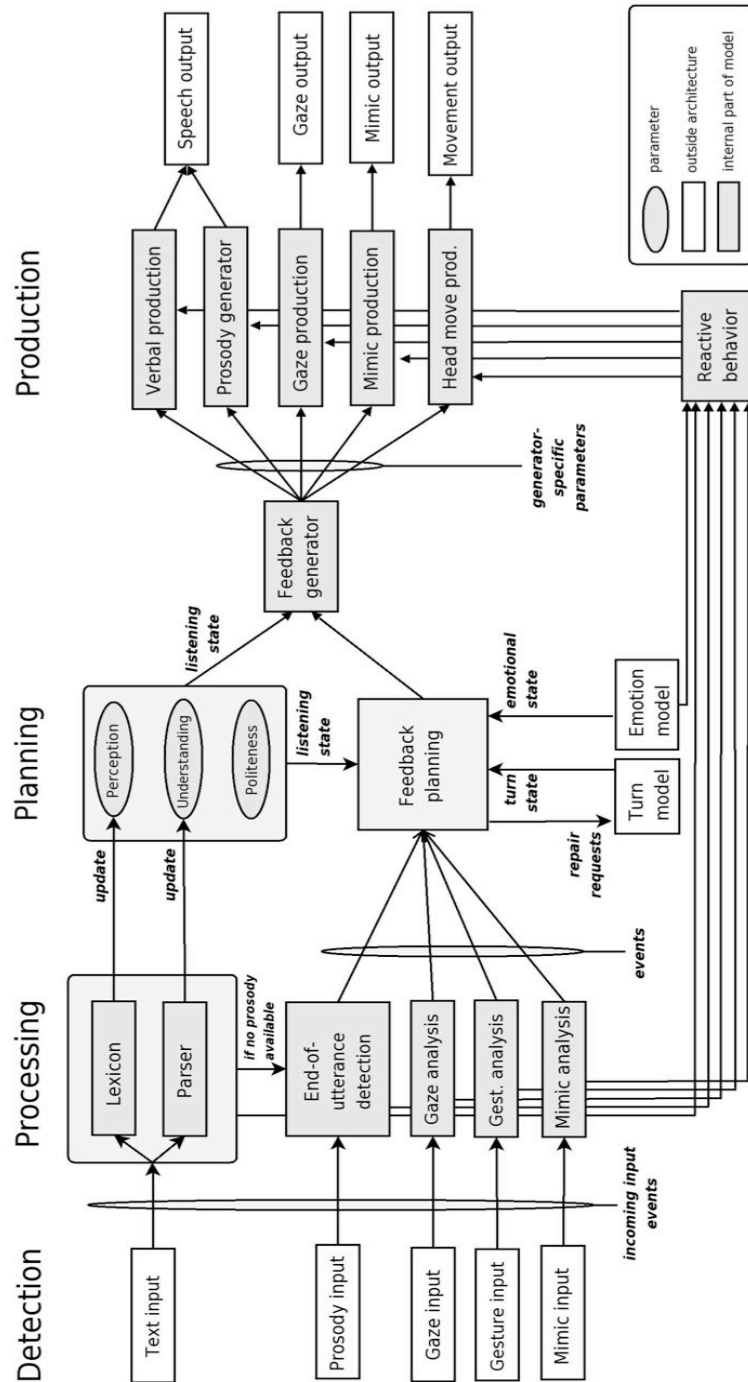 Detection
Processing
Planning
Production
Text input
Prosody input
Gaze input
Gesture input
Mimic input
incoming input
events
Lexicon
Parser
if no prosody
available
End-of-
utterance
detection
Gaze analysis
Gest. analysis
Mimic analysis
update
update
events
Perception
Understanding
Politeness
listening
state
listening
state
Feedback
planning
repair
requests
turn
state
emotional
state
Turn
model
Emotion
model
Feedback
generator
generator-
specific
parameters
Verbal production
Prosody generator
Gaze production
Mimic production
Head move prod.
Reactive
behavior
Speech output
Gaze output
Mimic output
Movement output
parameter
outside architecture
internal part of model